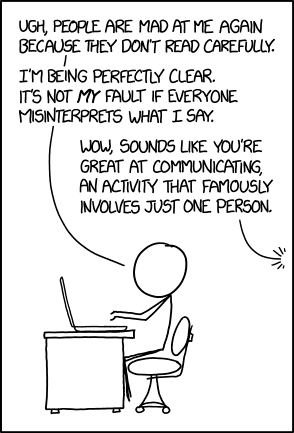 UGH, PEOPLE ARE MAD AT ME AGAIN
BECAUSE THEY DON'T READ CAREFULLY.
I'M BEING PERFECTLY CLEAR.
IT'S NOT MY FAULT IF EVERYONE
MISINTERPRETS WHAT I SAY.
WOW, SOUNDS LIKE YOU'RE
GREAT AT COMMUNICATING,
AN ACTIVITY THAT FAMOUSLY
INVOLVES JUST ONE PERSON.